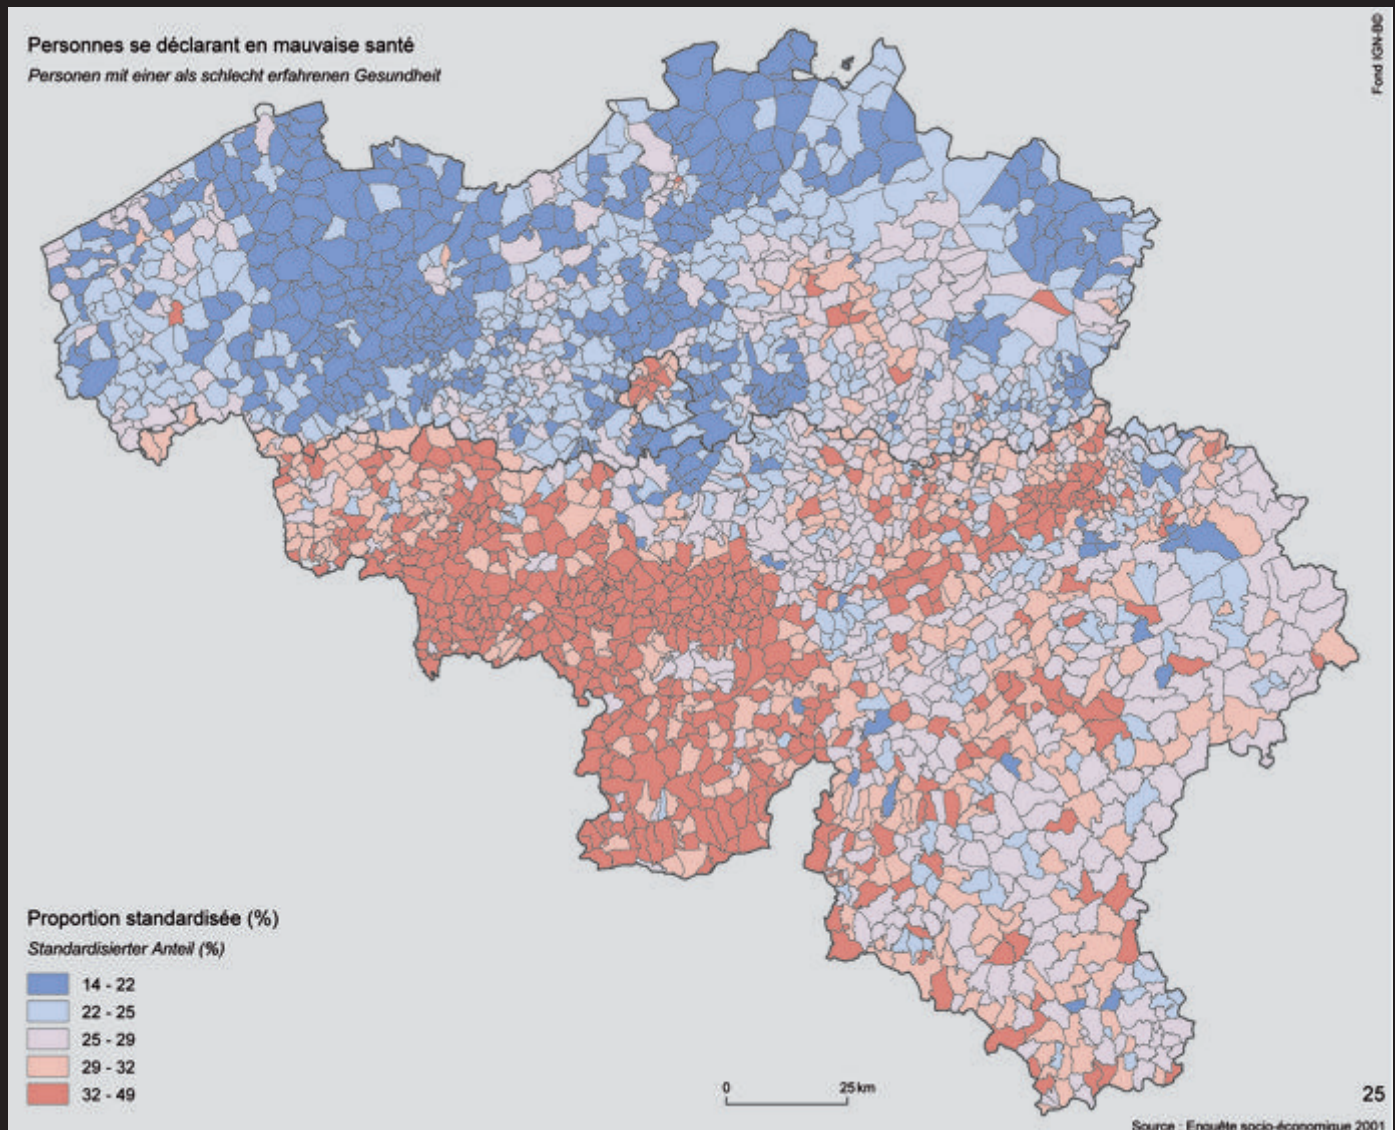 Personnes se déclarant en mauvaise santé
Personen mit einer als schlecht erfahrenen Gesundheit
Fond IGN-B©
Proportion standardisée (%)
Standardisierter Anteil (%)
14 - 22
22 - 25
25 - 29
29 - 32
32 - 49
0 25 km
25
Source : Enquête socio-économique 2001